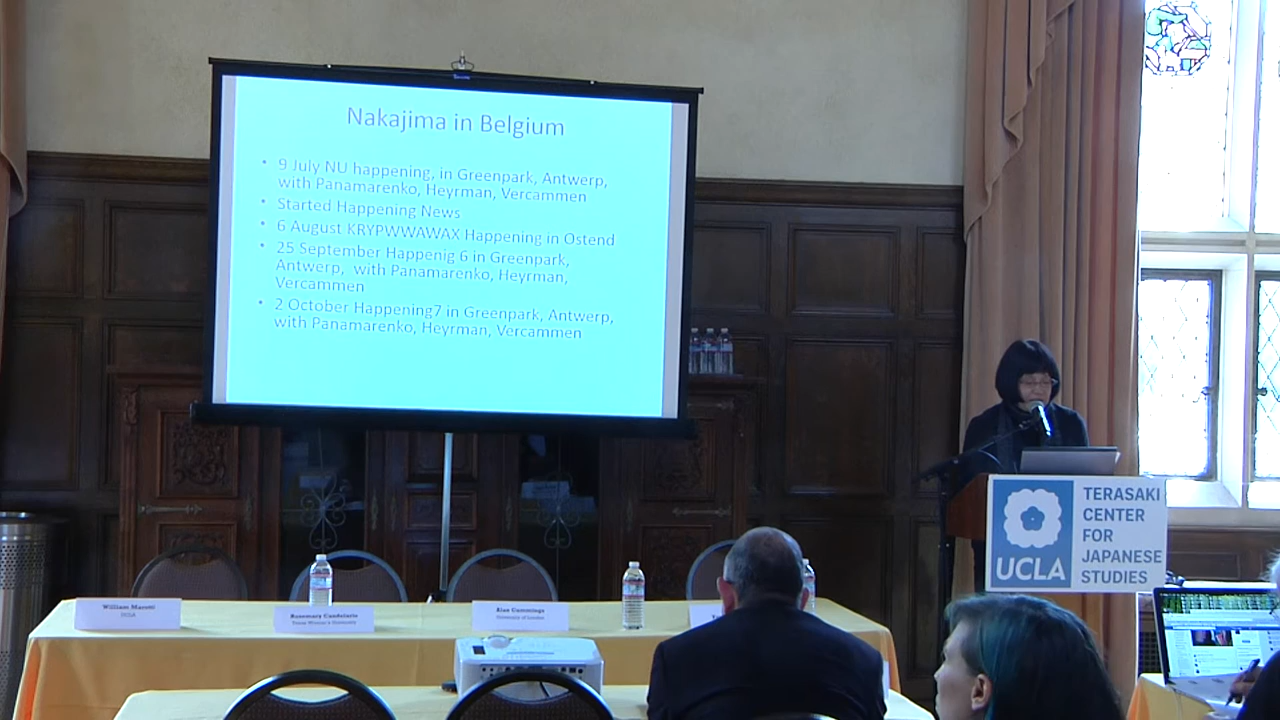 Nakajima in Belgium
• 9 July NU happening, in Greenpark, Antwerp,
with Panamarenko, Heyrman, Vercammen
• Started Happening News
• 6 August KRYPWWAWAX Happening in Ostend
• 25 September Happenig 6 in Greenpark,
Antwerp, with Panamarenko, Heyrman,
Vercammen
• 2 October Happening7 in Greenpark, Antwerp,
with Panamarenko, Heyrman, Vercammen
UCLA
TERASAKI
CENTER
FOR
JAPANESE
STUDIES
William Marotti
UCLA
Rosemary Candelario
Texas Woman's University
Alan Cummings
University of London